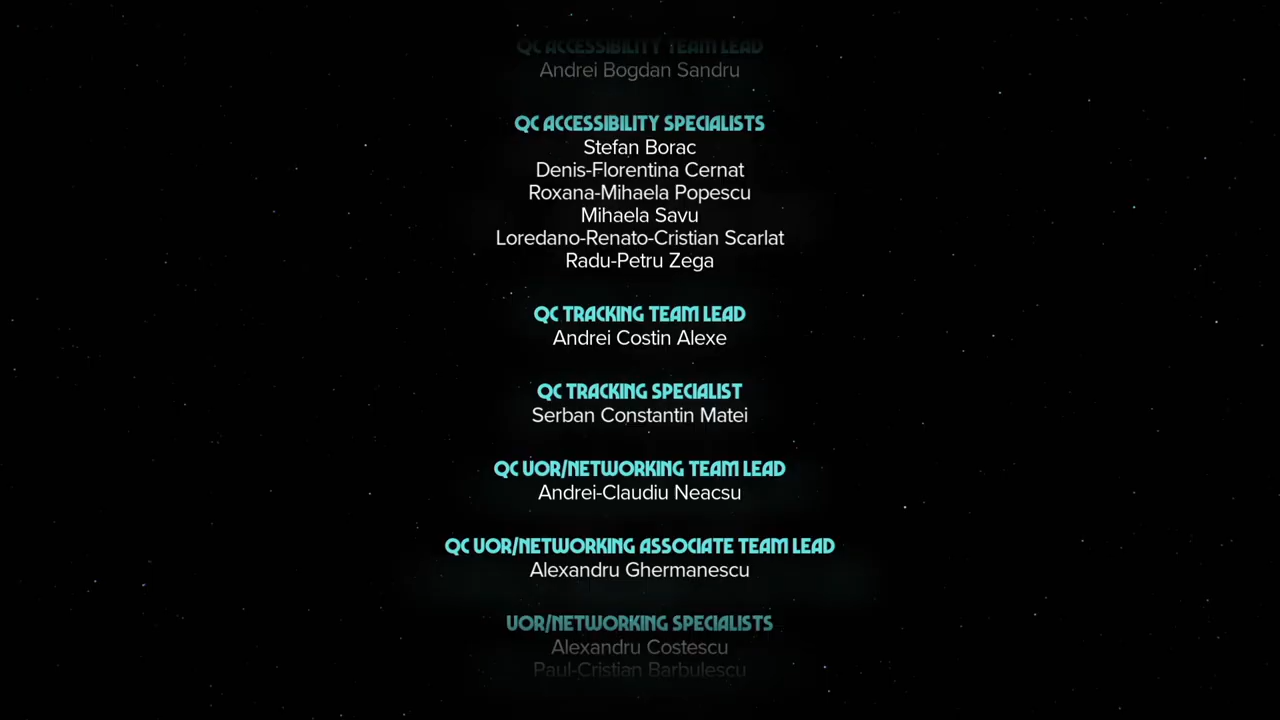 QC ACCESSIBILITY TEAM LEAD
Andrei Bogdan Sandru
QC ACCESSIBILITY SPECIALISTS
Stefan Borac
Denis-Florentina Cernat
Roxana-Mihaela Popescu
Mihaela Savu
Loredano-Renato-Cristian Scarlat
Radu-Petru Zega
QC TRACKING TEAM LEAD
Andrei Costin Alexe
QC TRACKING SPECIALIST
Serban Constantin Matei
QC UOR/NETWORKING TEAM LEAD
Andrei-Claudiu Neacsu
QC UOR/NETWORKING ASSOCIATE TEAM LEAD
Alexandru Ghermanescu
UOR/NETWORKING SPECIALISTS
Alexandru Costescu
Paul-Cristian Barbulescu